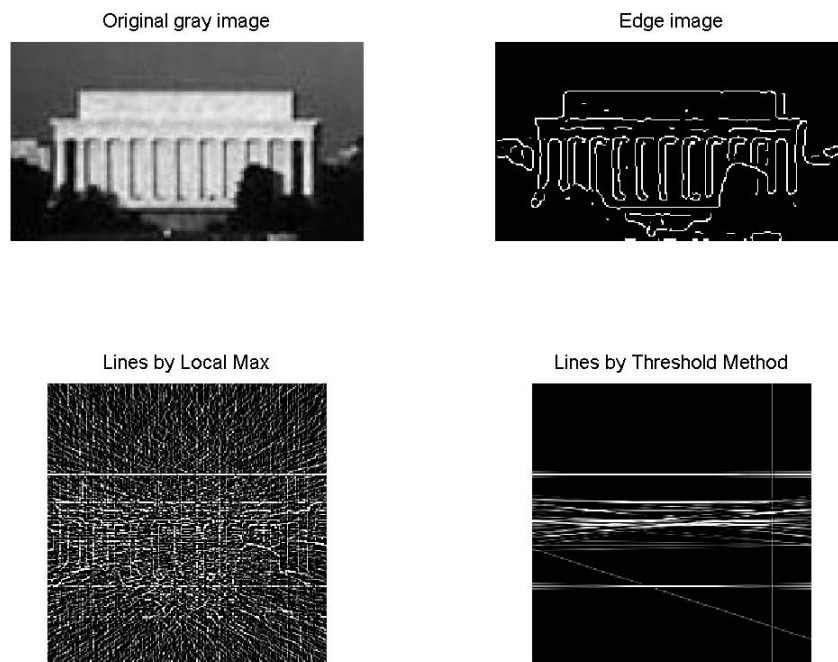 Original gray image
Edge image
Lines by Local Max
Lines by Threshold Method